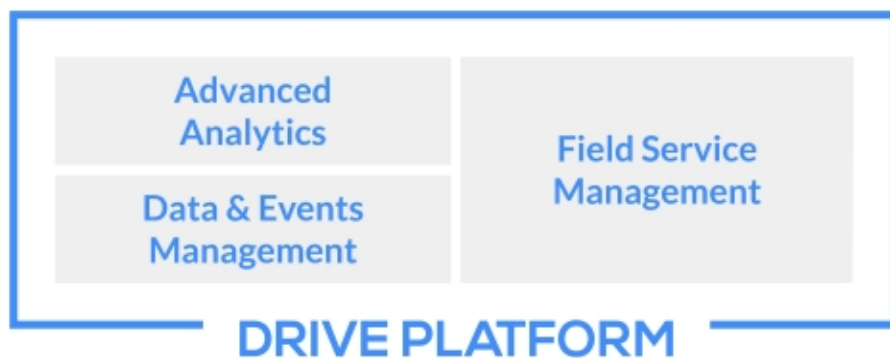 Advanced
Analytics
Data & Events
Management
Field Service
Management
DRIVE PLATFORM